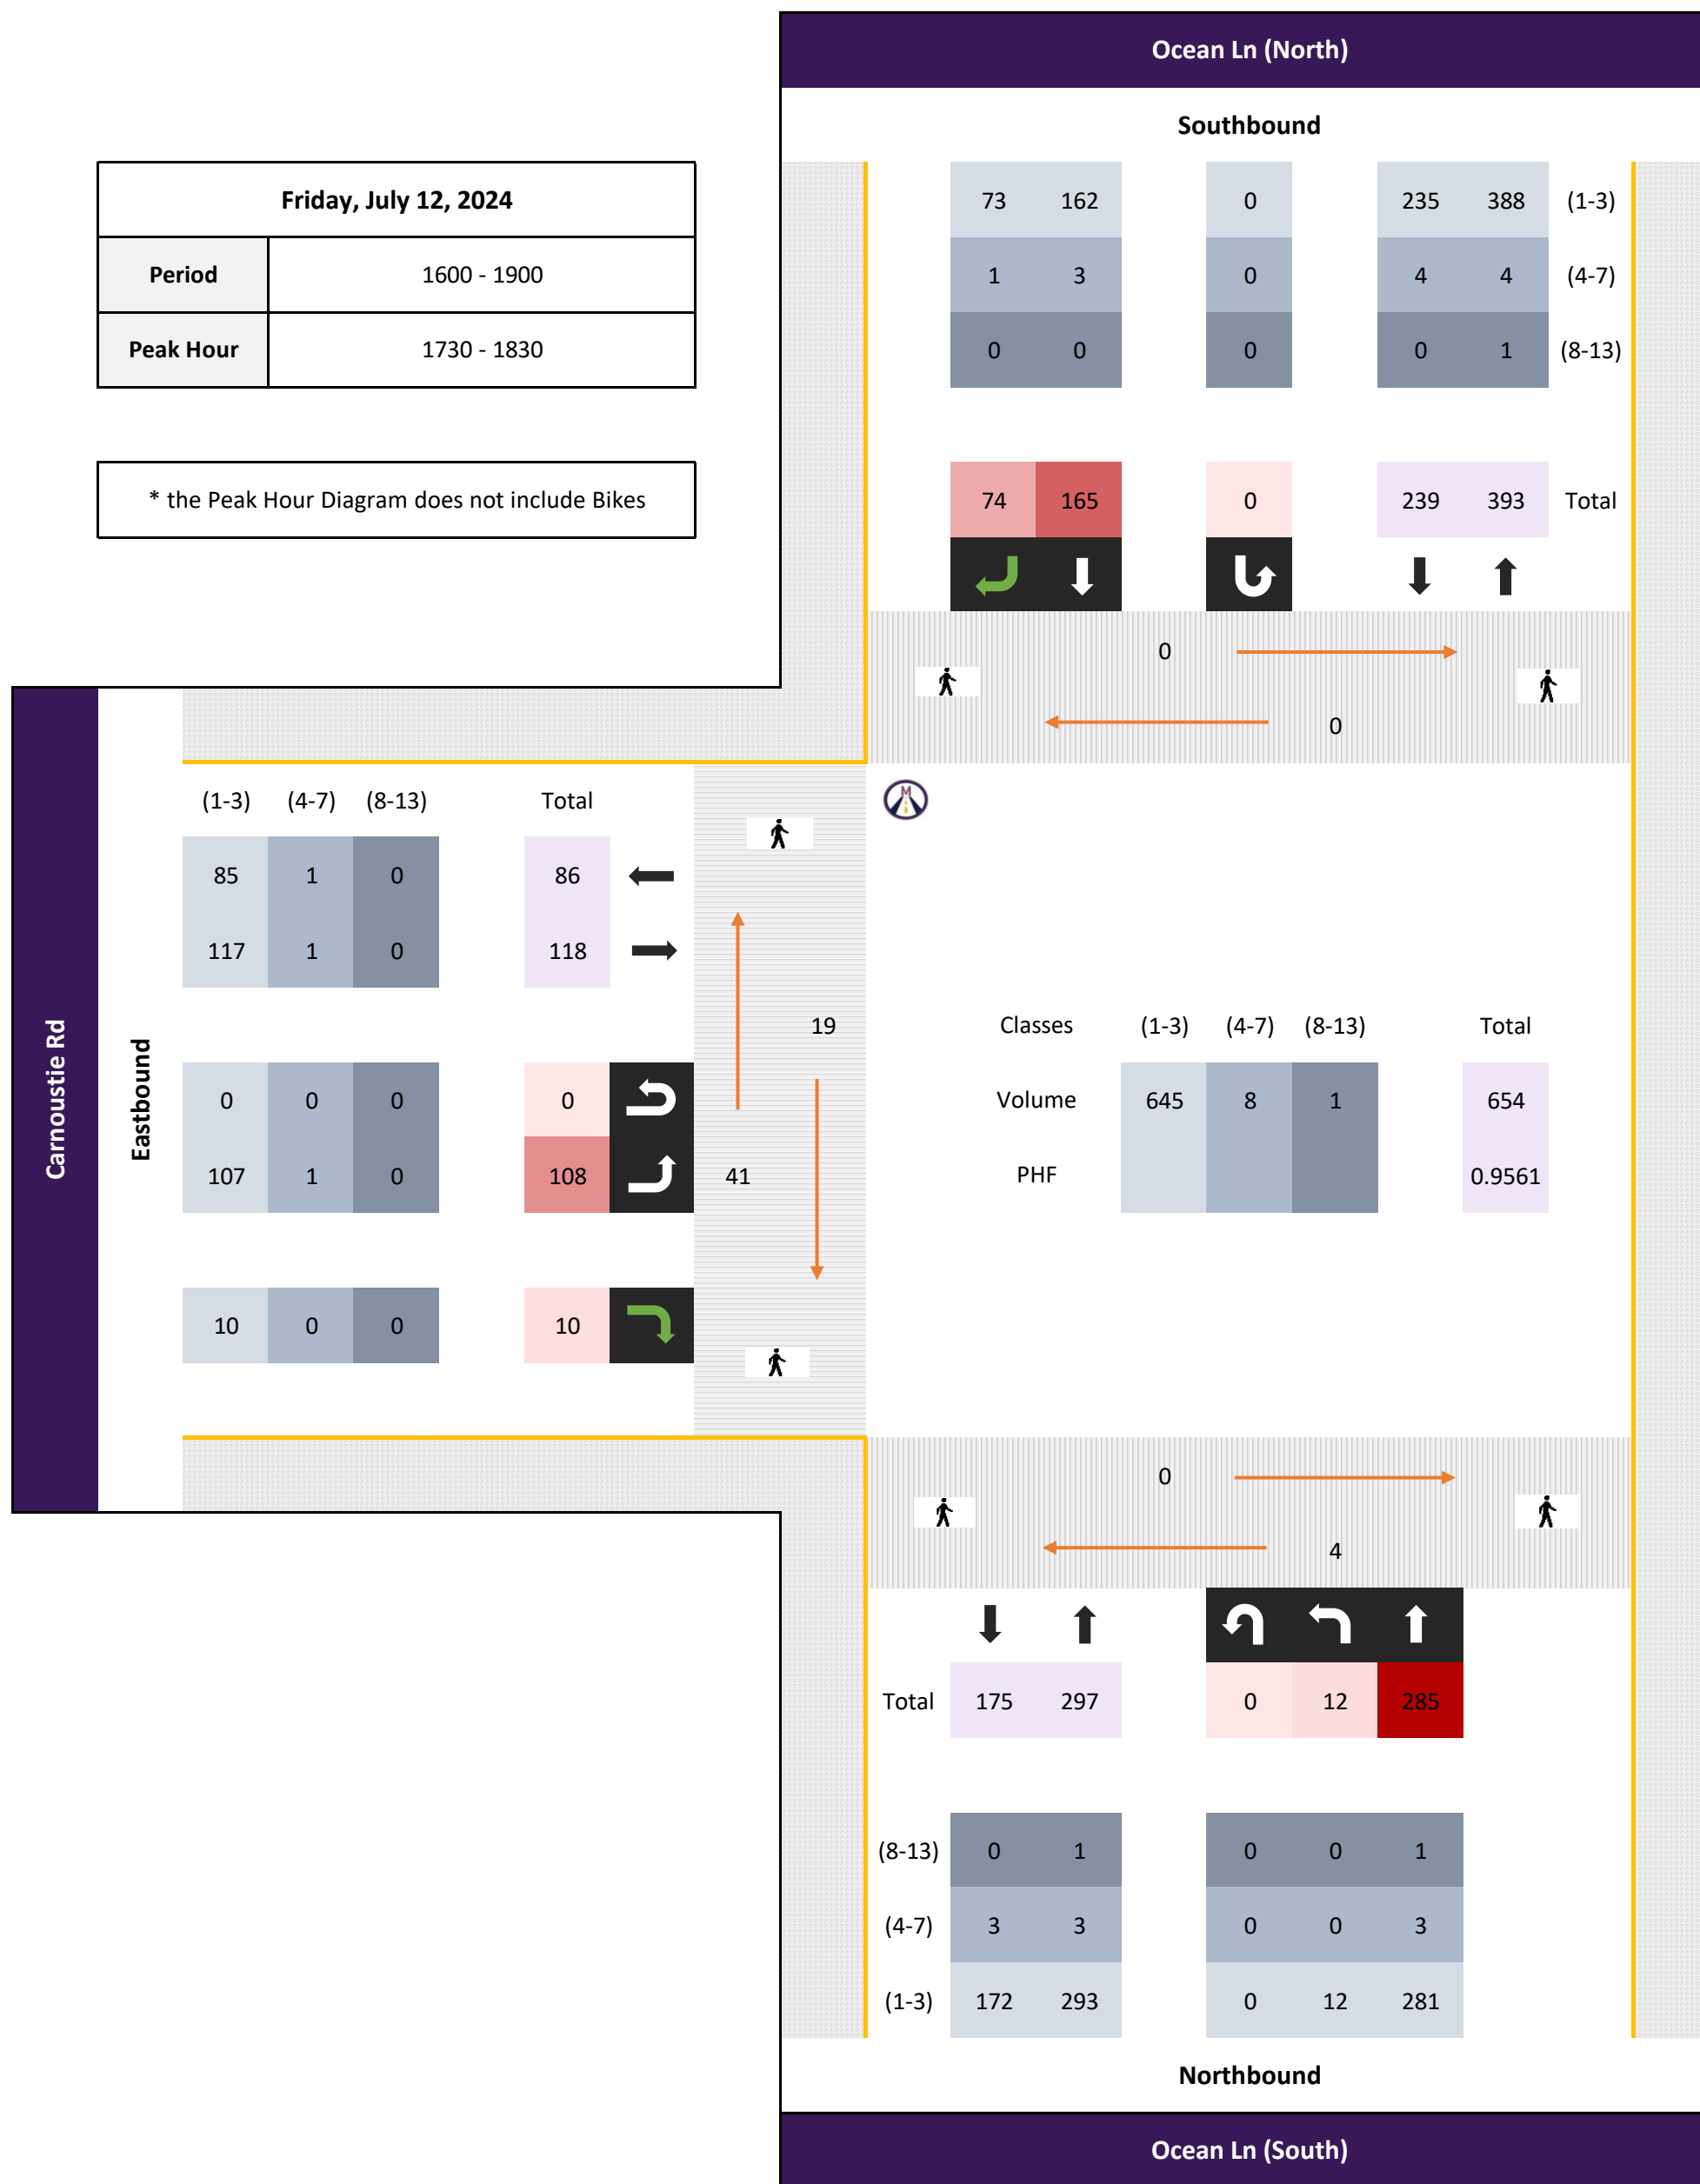 Ocean Ln (North)
Southbound
Friday, July 12, 2024
Period 1600 - 1900
Peak Hour 1730 - 1830
* the Peak Hour Diagram does not include Bikes
73 162 0 235 388 (1-3)
1 3 0 4 4 (4-7)
0 0 0 0 1 (8-13)
74 165 0 239 393 Total
0
0
Carnoustie Rd
Eastbound
(1-3) (4-7) (8-13) Total
85 1 0 86
117 1 0 118
0 0 0 0
107 1 0 108
10 0 0 10
19
41
M
Classes (1-3) (4-7) (8-13) Total
Volume 645 8 1 654
PHF 0.9561
0
4
Total 175 297 0 12 285
(8-13) 0 1 0 0 1
(4-7) 3 3 0 0 3
(1-3) 172 293 0 12 281
Northbound
Ocean Ln (South)